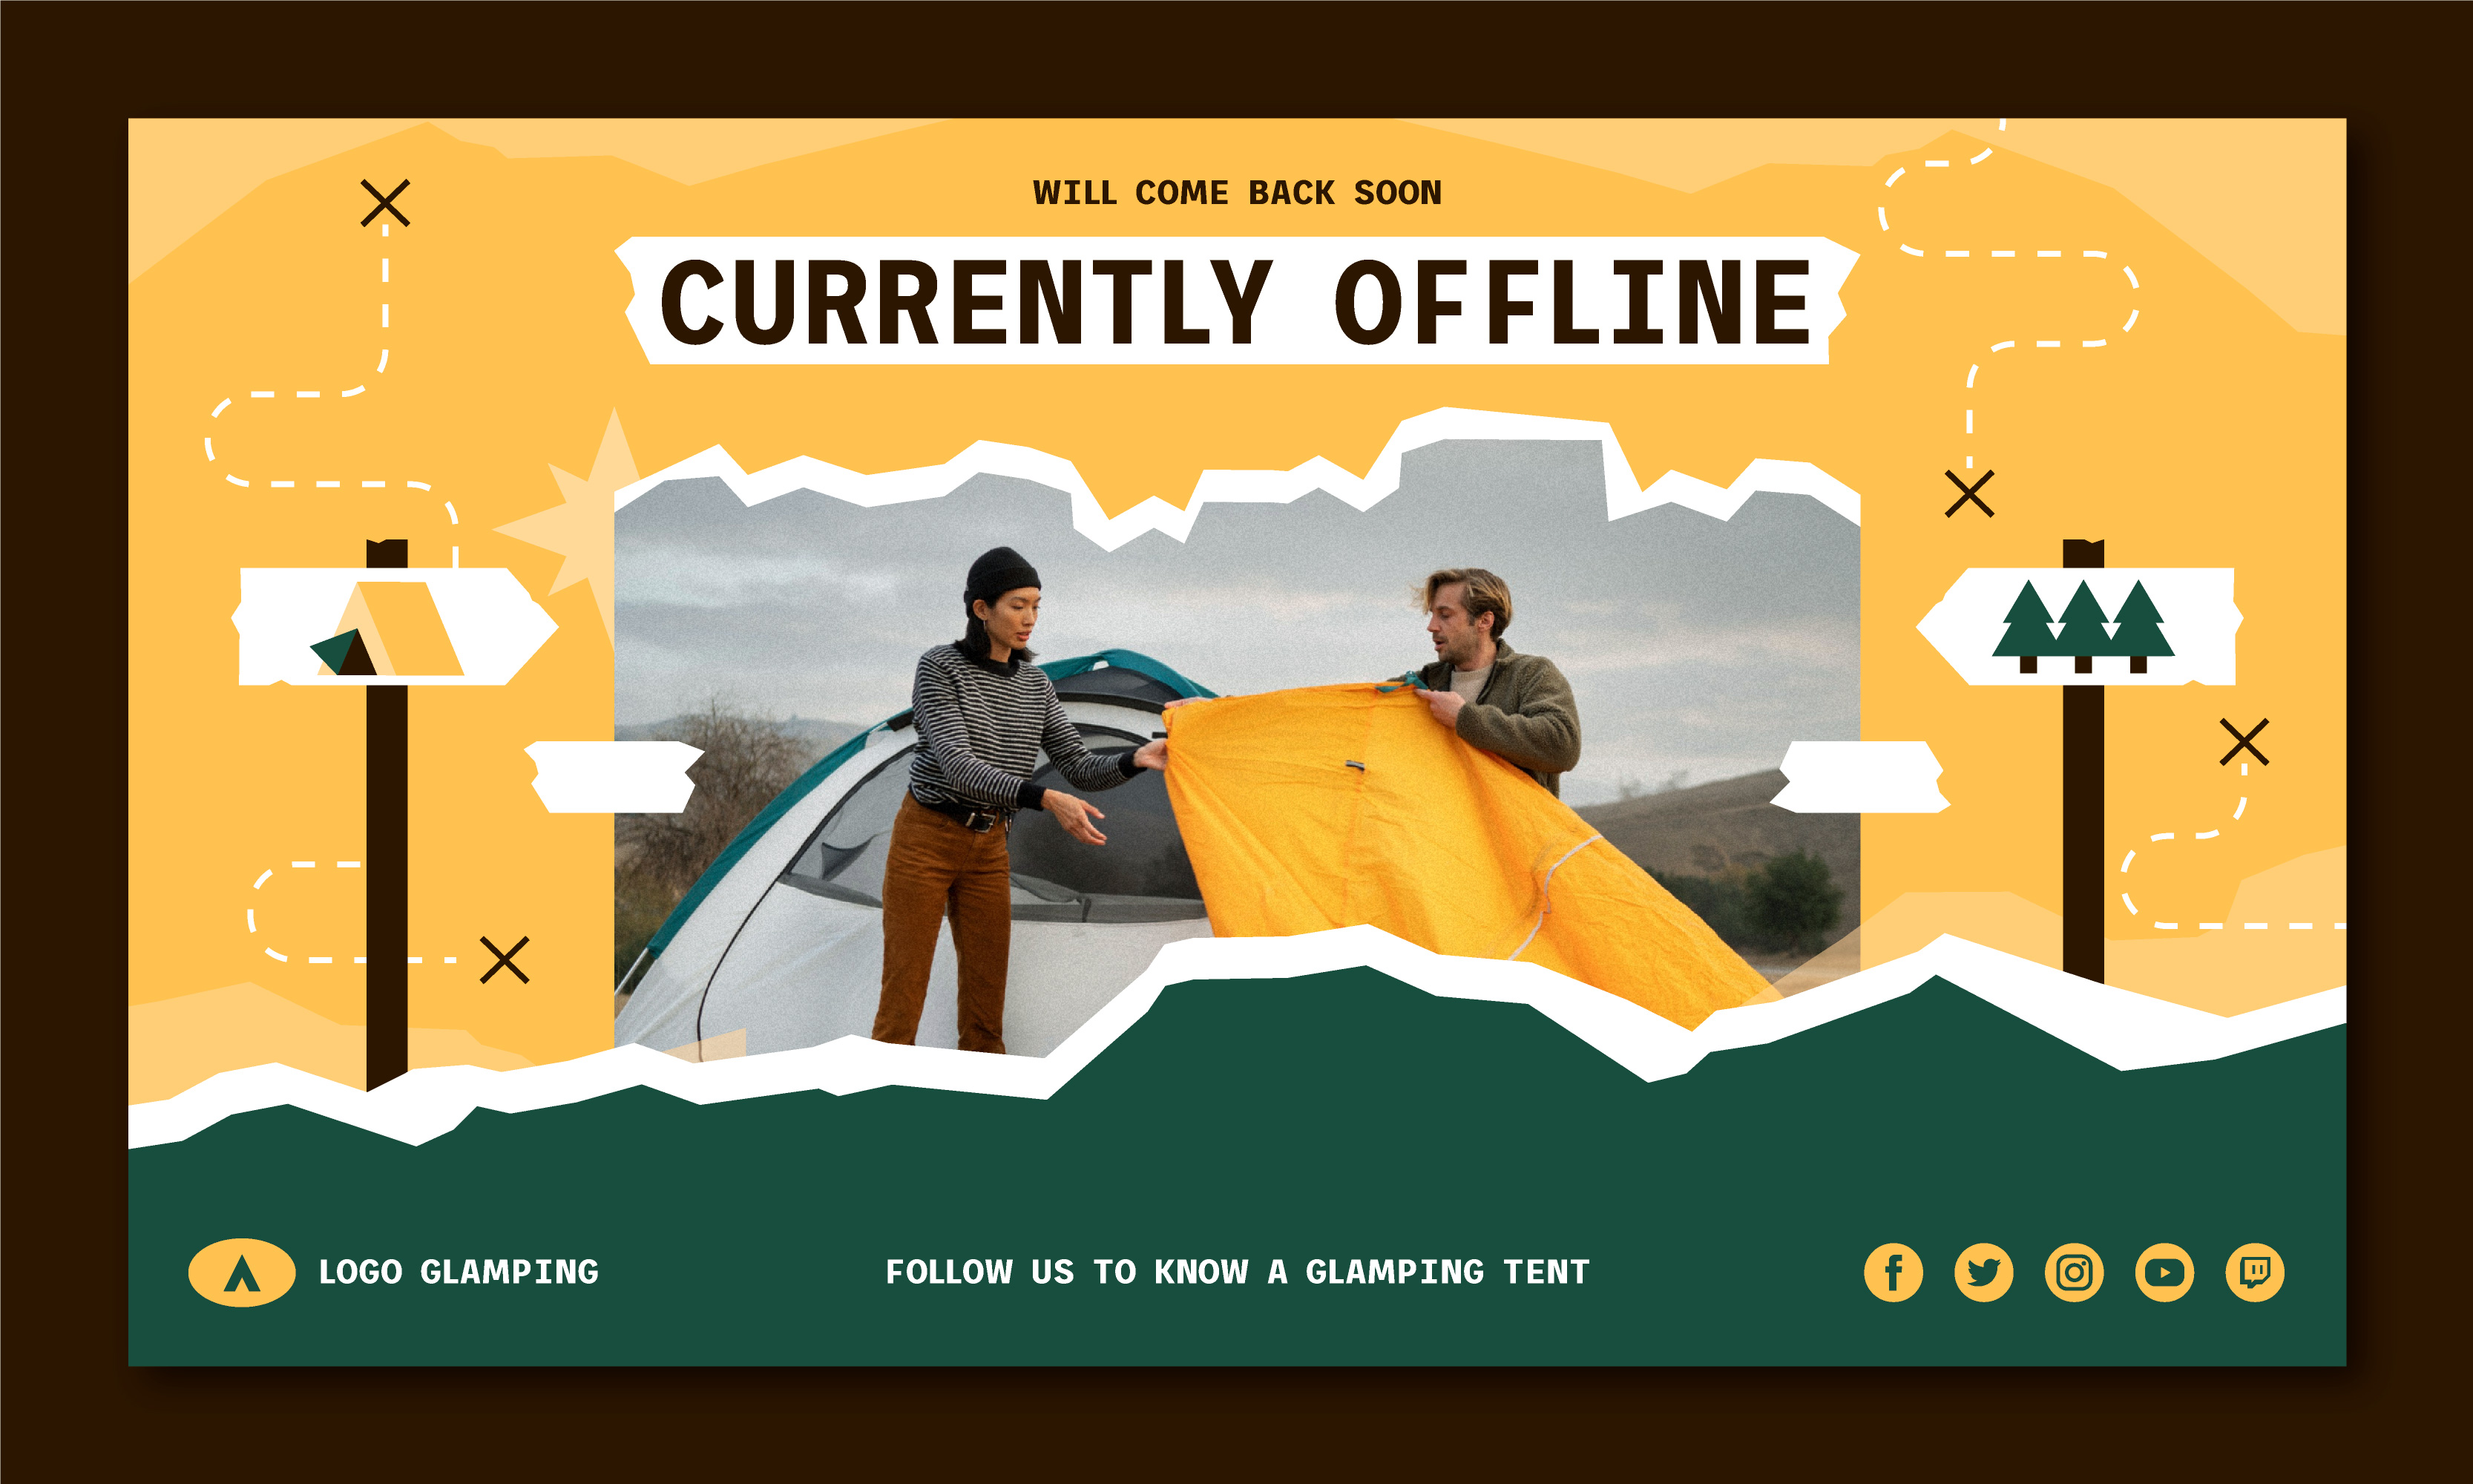 WILL COME BACK SOON
CURRENTLY OFFLINE
LOGO GLAMPING
FOLLOW US TO KNOW A GLAMPING TENT